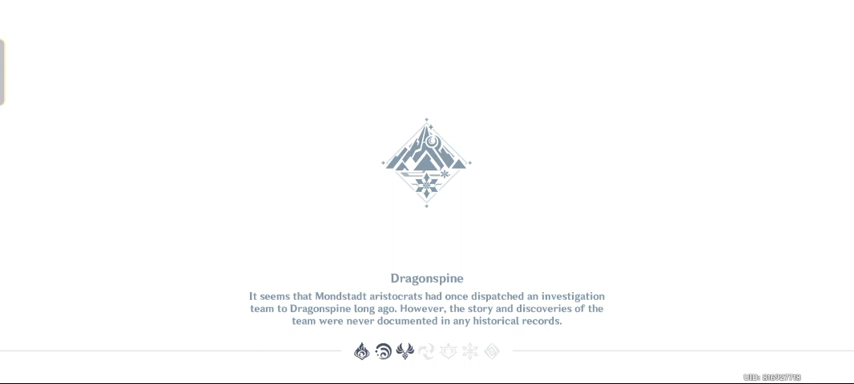 Dragonspine
It seems that Mondstadt aristocrats had once dispatched an investigation
team to Dragonspine long ago. However, the story and discoveries of the
team were never documented in any historical records.
UID: